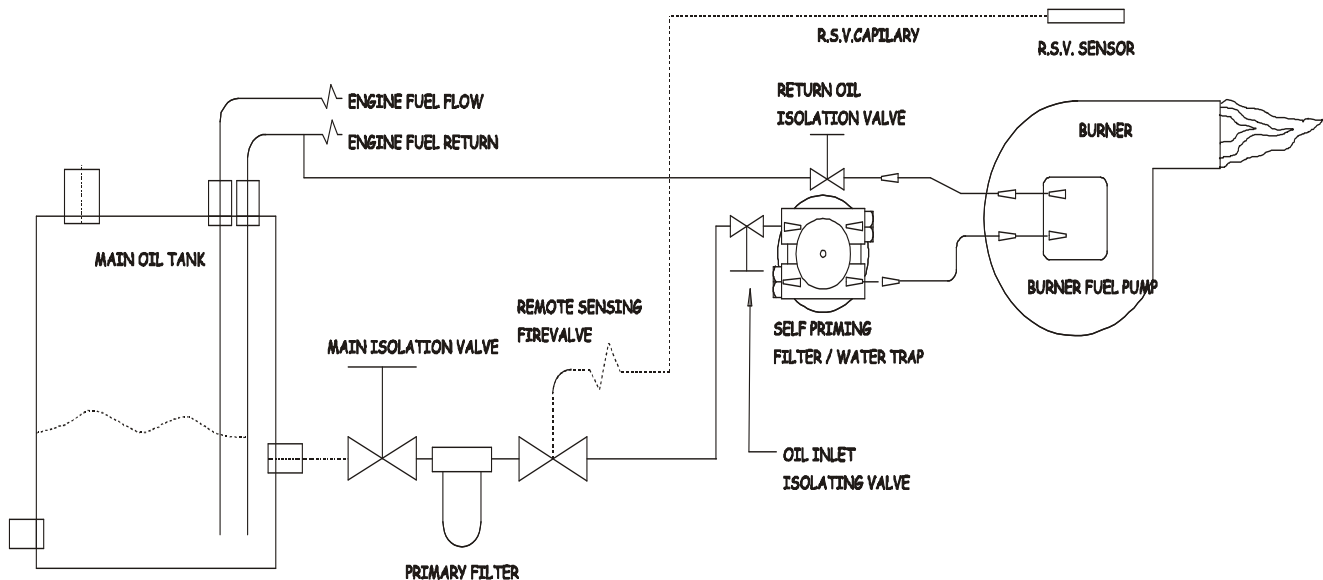 R.S.V.CAPILARY
R.S.V. SENSOR
ENGINE FUEL FLOW
ENGINE FUEL RETURN
RETURN OIL
ISOLATION VALVE
BURNER
MAIN OIL TANK
BURNER FUEL PUMP
REMOTE SENSING
FIREVALVE
MAIN ISOLATION VALVE
SELF PRIMING
FILTER / WATER TRAP
OIL INLET
ISOLATING VALVE
PRIMARY FILTER